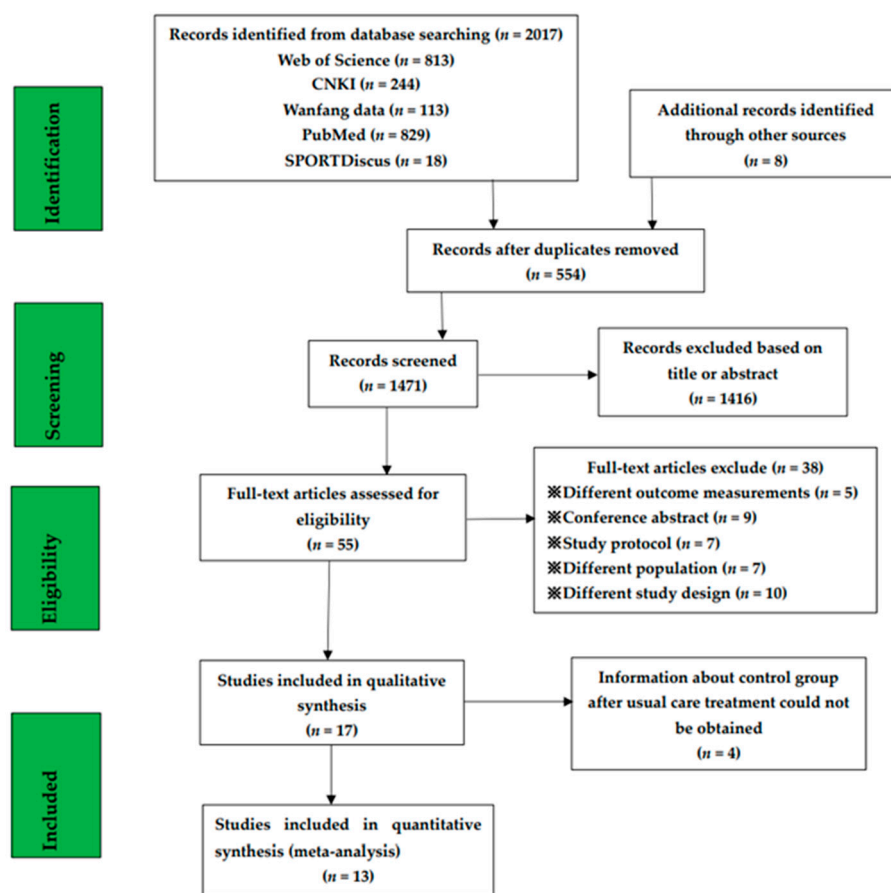 Records identified from database searching (n = 2017)
Web of Science (n = 813)
CNKI (n = 244)
Wanfang data (n = 113)
PubMed (n = 829)
SPORTDiscus (n = 18)
Additional records identified
through other sources
(n = 8)
Identification
Records after duplicates removed
(n = 554)
Screening
Records screened
(n = 1471)
Records excluded based on
title or abstract
(n = 1416)
Eligibility
Full-text articles assessed for
eligibility
(n = 55)
Full-text articles exclude (n = 38)
※Different outcome measurements (n = 5)
※Conference abstract (n = 9)
※Study protocol (n = 7)
※Different population (n = 7)
※Different study design (n = 10)
Studies included in qualitative
synthesis
(n = 17)
Information about control group
after usual care treatment could not
be obtained
(n = 4)
Included
Studies included in quantitative
synthesis (meta-analysis)
(n = 13)